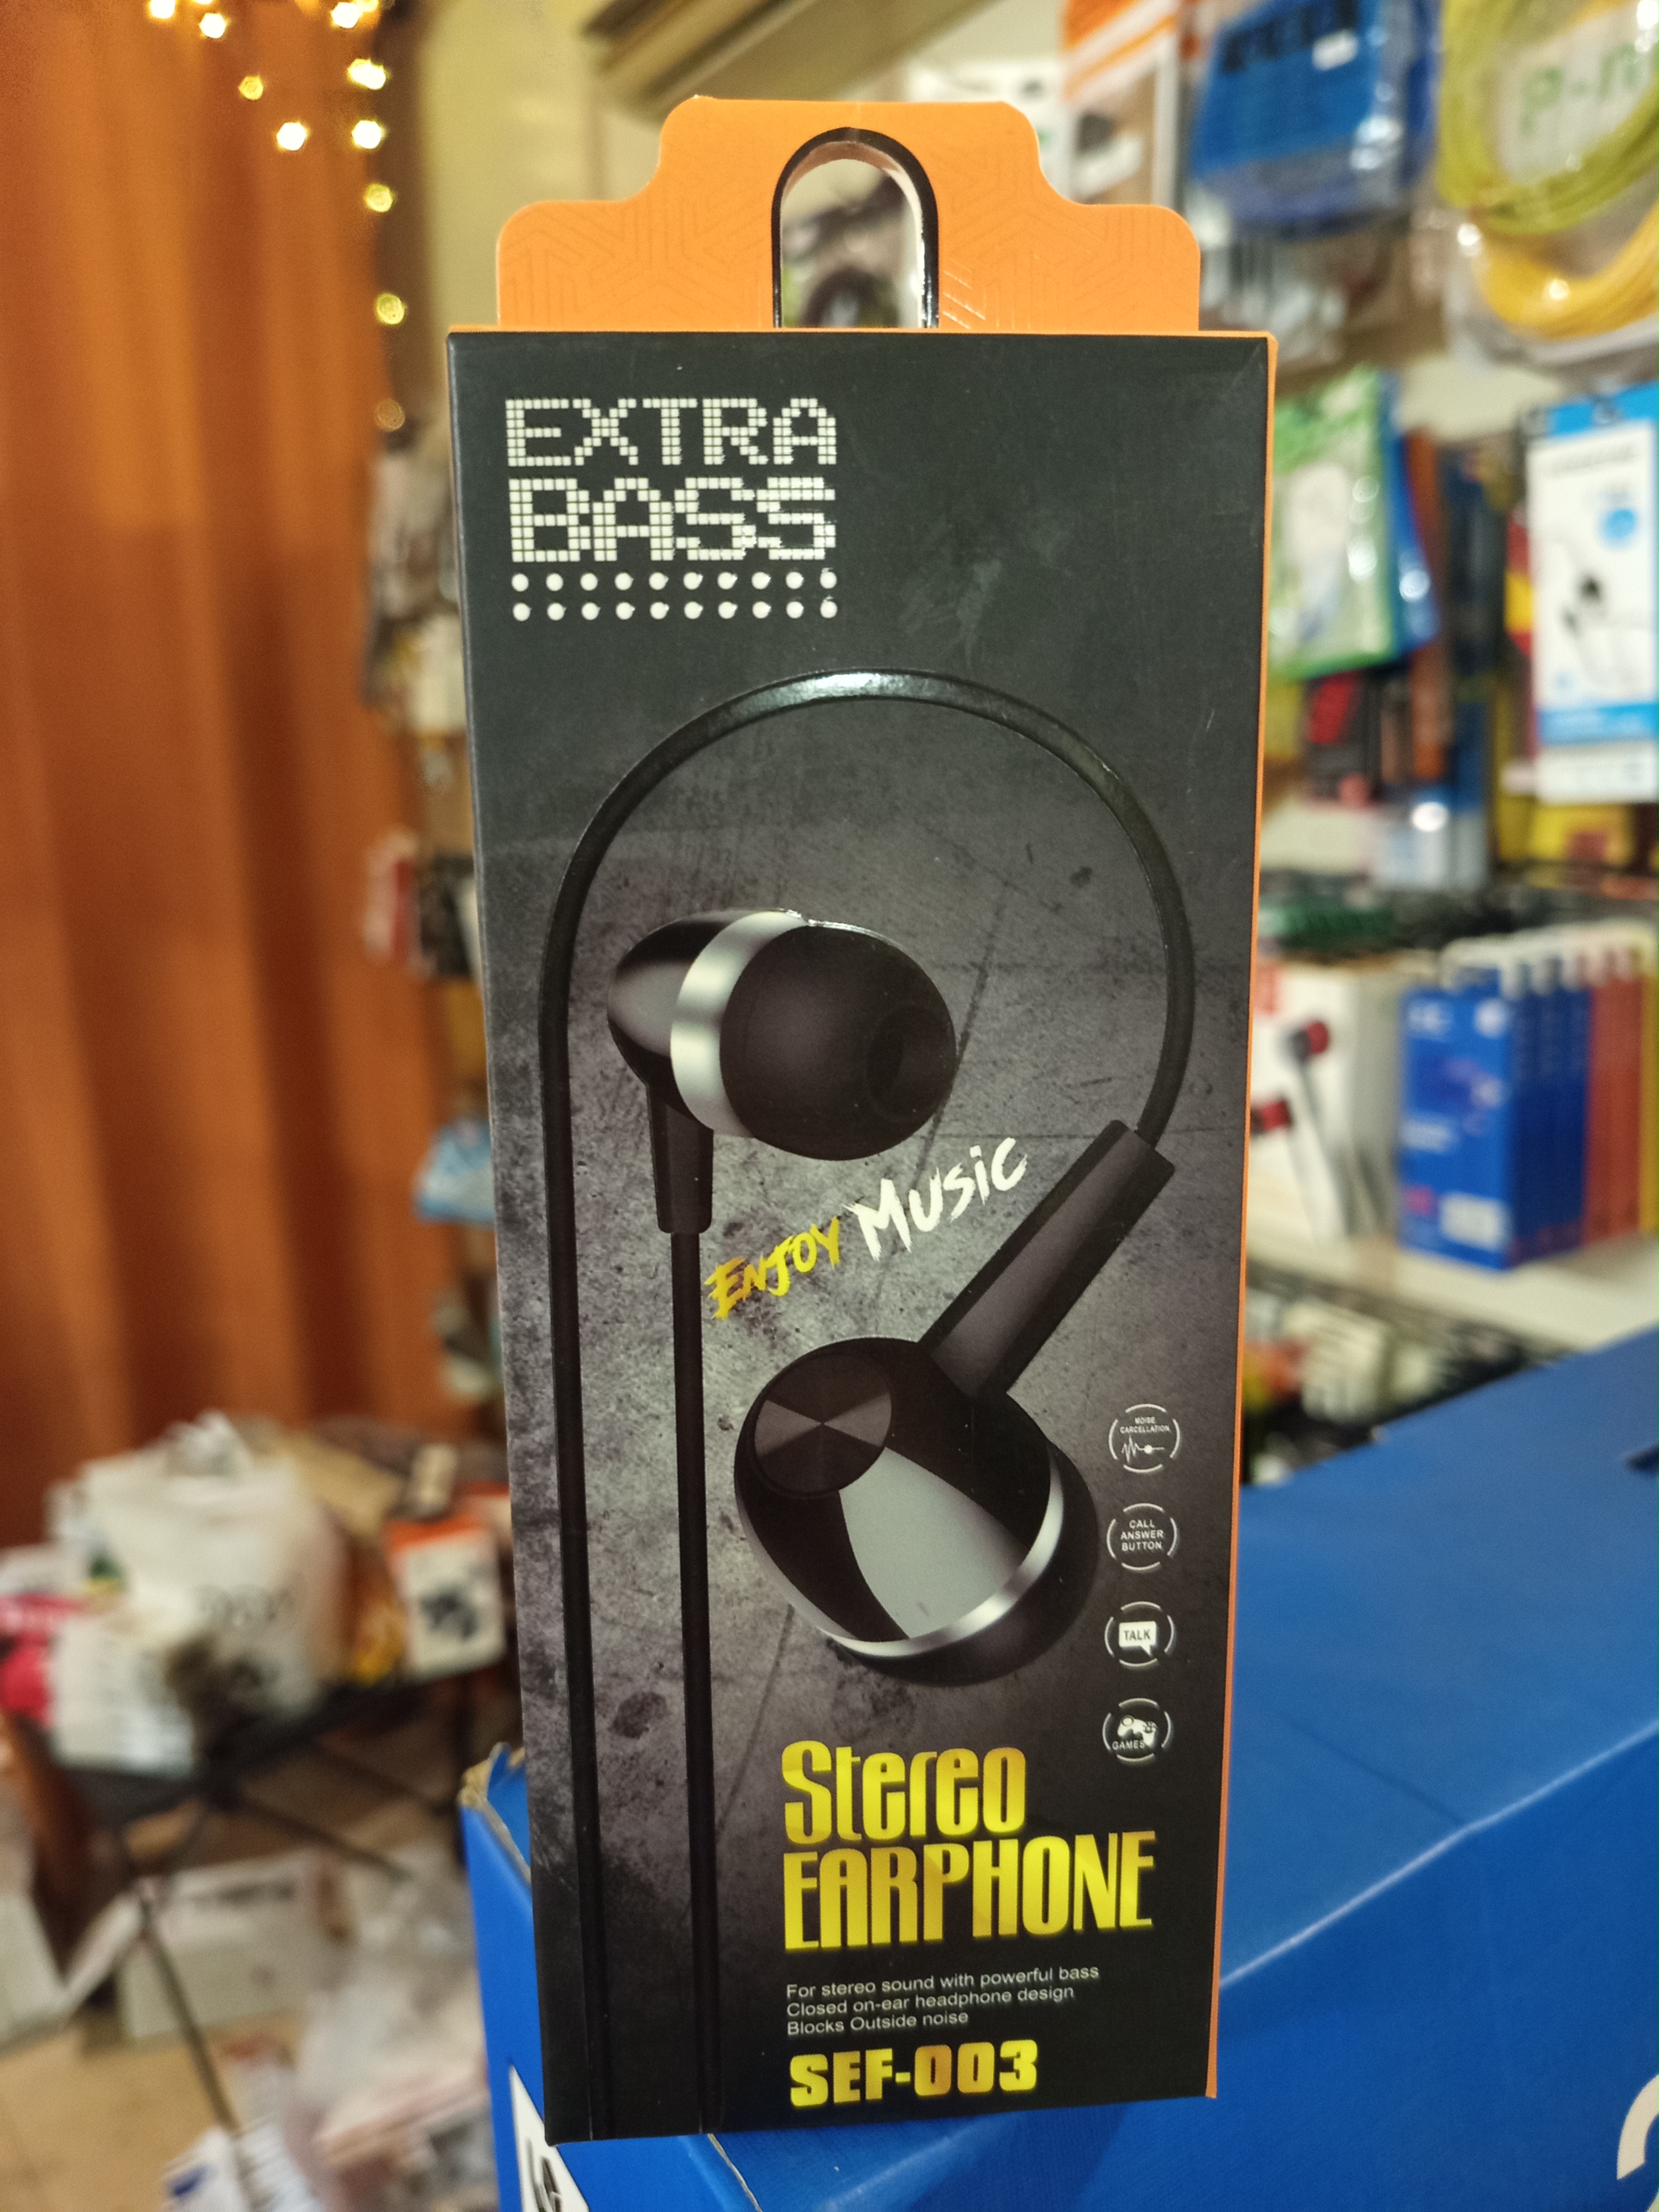 EXTRA
BASS
ENJOY Music
NOISE
CARCELLATION
CALL
ANSWER
BUTTON
TALK
GAMES
Stereo
EARPHONE
For stereo sound with powerful bass
Closed on-ear headphone design
Blocks Outside noise
SEF-003